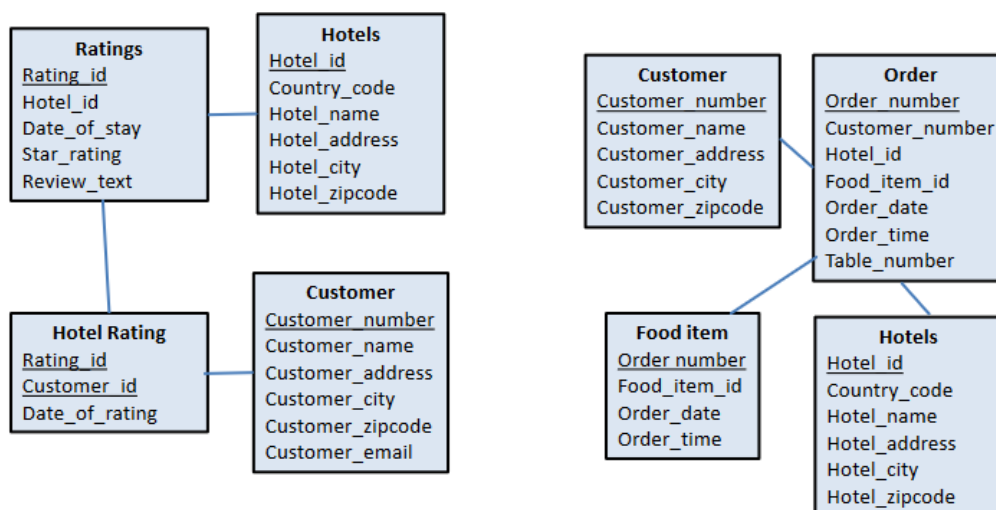 Ratings
Rating_id
Hotel_id
Date_of_stay
Star_rating
Review_text
Hotels
Hotel_id
Country_code
Hotel_name
Hotel_address
Hotel_city
Hotel_zipcode
Hotel Rating
Rating_id
Customer_id
Date_of_rating
Customer
Customer_number
Customer_name
Customer_address
Customer_city
Customer_zipcode
Customer_email
Customer
Customer_number
Customer_name
Customer_address
Customer_city
Customer_zipcode
Order
Order_number
Customer_number
Hotel_id
Food_item_id
Order_date
Order_time
Table_number
Food item
Order number
Food_item_id
Order_date
Order_time
Hotels
Hotel_id
Country_code
Hotel_name
Hotel_address
Hotel_city
Hotel_zipcode